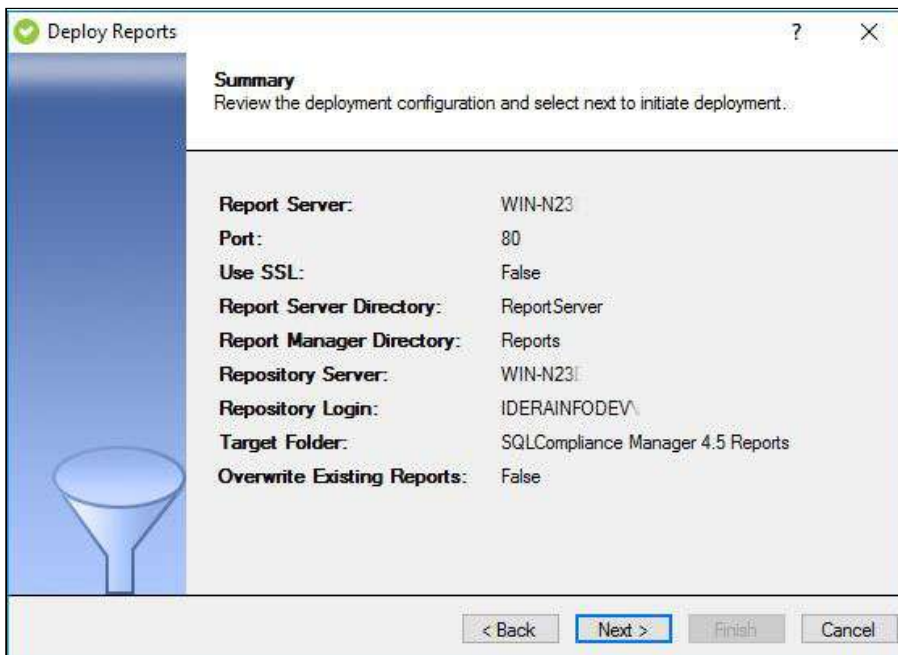 Deploy Reports
?
Summary
Review the deployment configuration and select next to initiate deployment.
Report Server: WIN-N23
Port: 80
Use SSL: False
Report Server Directory: ReportServer
Report Manager Directory: Reports
Repository Server: WIN-N23
Repository Login: IDERAINFODEV\
Target Folder: SQLCompliance Manager 4.5 Reports
Overwrite Existing Reports: False
< Back Next > Finish Cancel